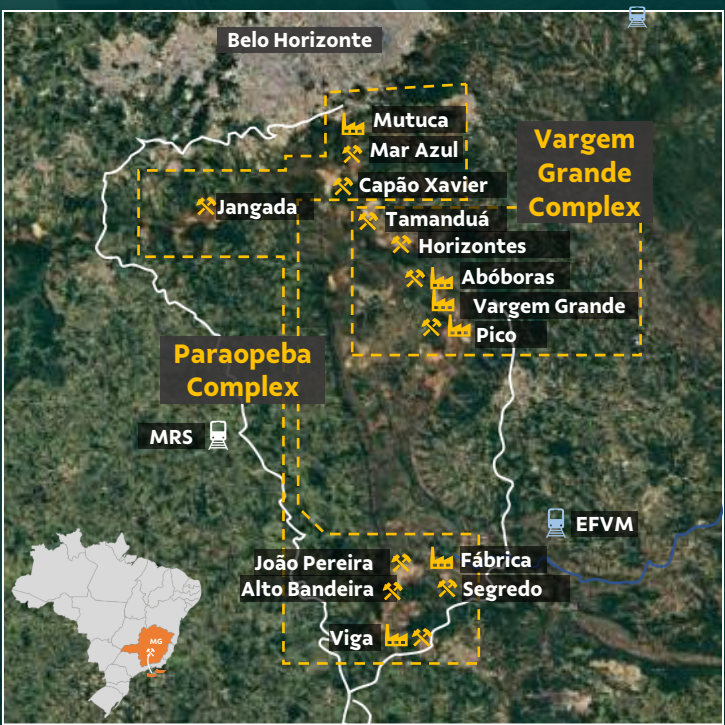 Belo Horizonte
Mutuca
Mar Azul
Capão Xavier
Jangada
Vargem
Grande
Complex
Tamanduá
Horizontes
Abóboras
Vargem Grande
Pico
Paraopeba
Complex
MRS
EFVM
João Pereira
Fábrica
Alto Bandeira
Segredo
Viga
MG